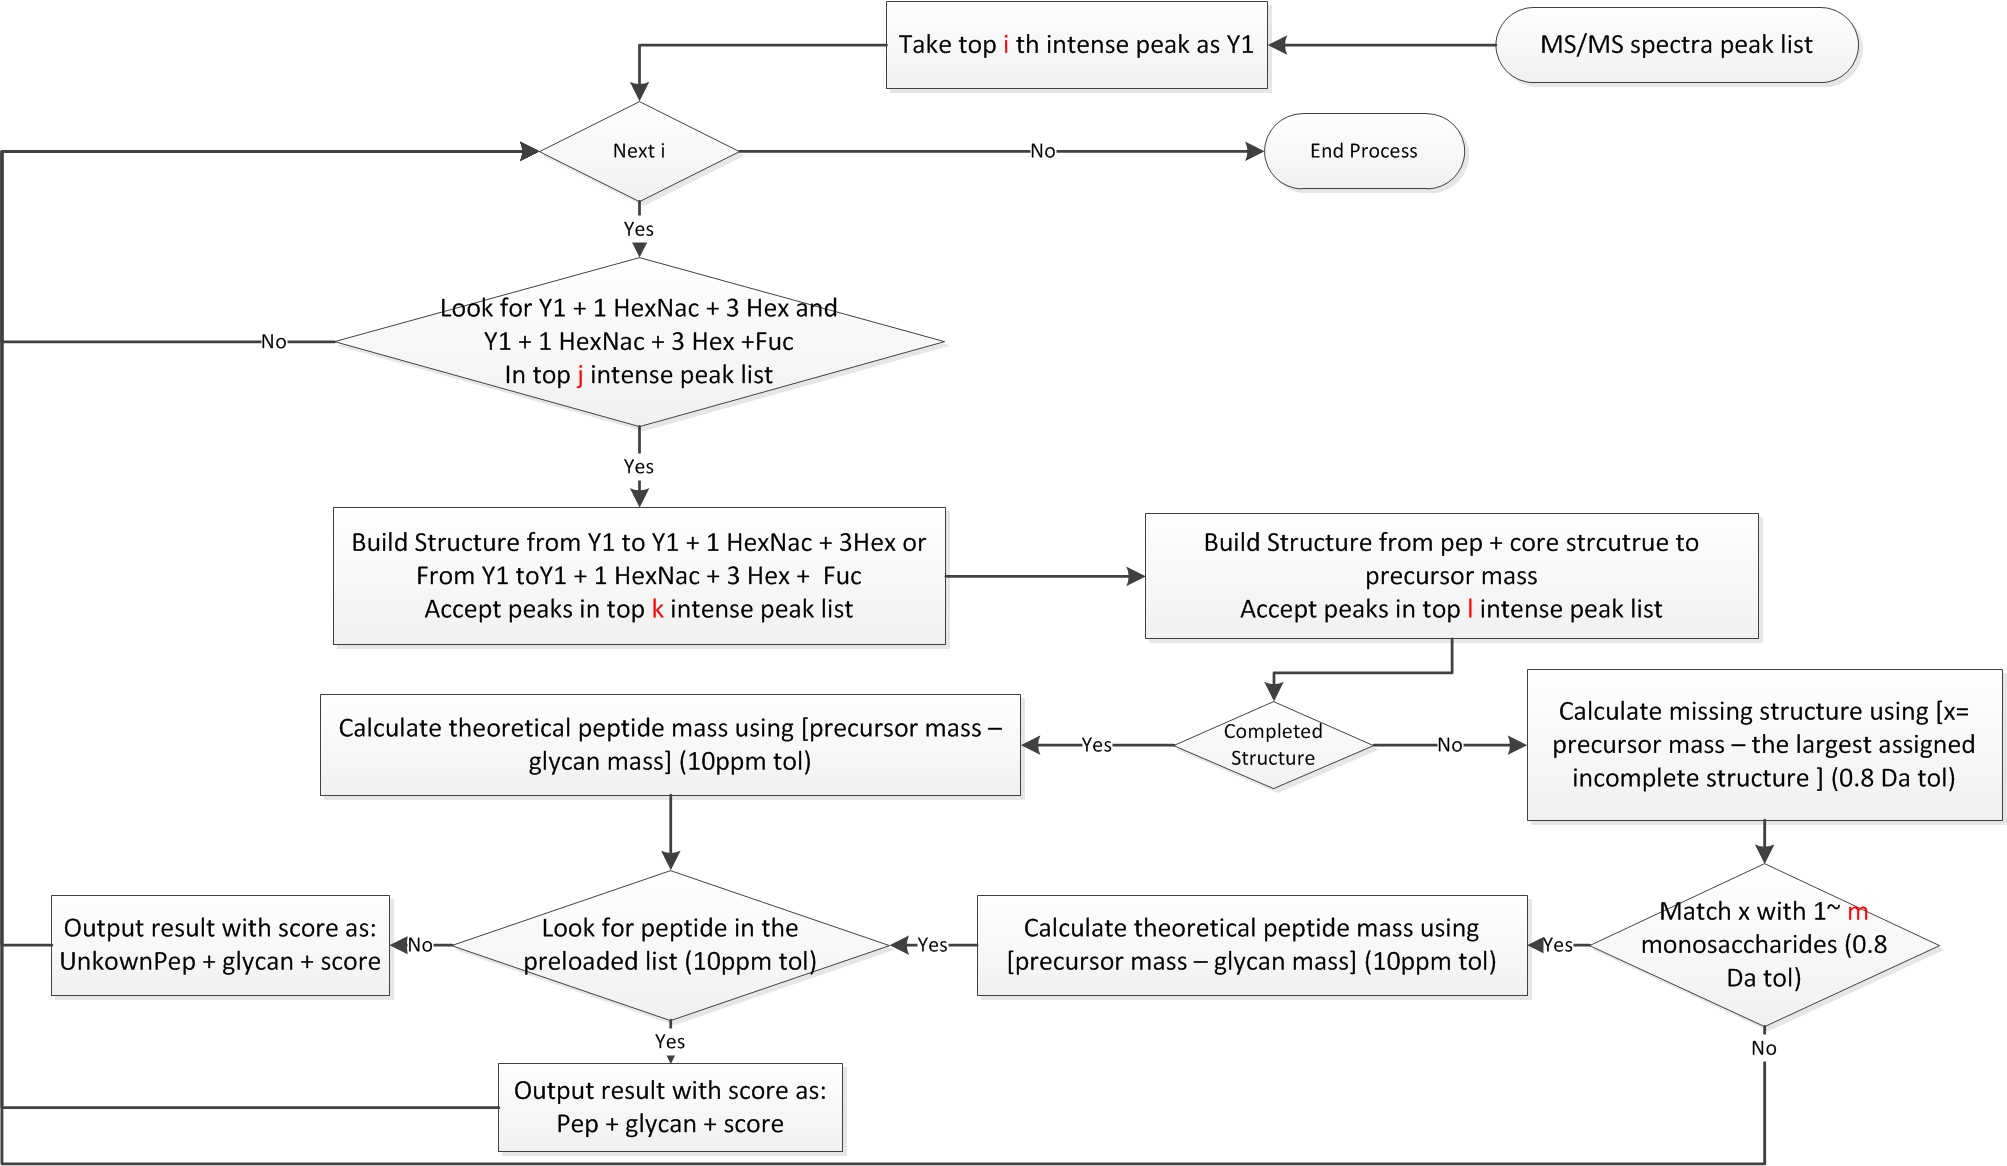 Take top i th intense peak as Y1
MS/MS spectra peak list
Next i
No
End Process
Yes
Look for Y1 + 1 HexNac + 3 Hex and
Y1 + 1 HexNac + 3 Hex +Fuc
In top j intense peak list
No
Yes
Build Structure from Y1 to Y1 + 1 HexNac + 3Hex or
From Y1 toY1 + 1 HexNac + 3 Hex + Fuc
Accept peaks in top k intense peak list
Build Structure from pep + core strcutrue to
precursor mass
Accept peaks in top l intense peak list
Calculate theoretical peptide mass using [precursor mass –
glycan mass] (10ppm tol)
Yes
Completed
Structure
No
Calculate missing structure using [x=
precursor mass – the largest assigned
incomplete structure ] (0.8 Da tol)
Output result with score as:
UnkownPep + glycan + score
No
Look for peptide in the
preloaded list (10ppm tol)
Yes
Calculate theoretical peptide mass using
[precursor mass – glycan mass] (10ppm tol)
Yes
Match x with 1~ m
monosaccharides (0.8
Da tol)
Yes
No
Output result with score as:
Pep + glycan + score